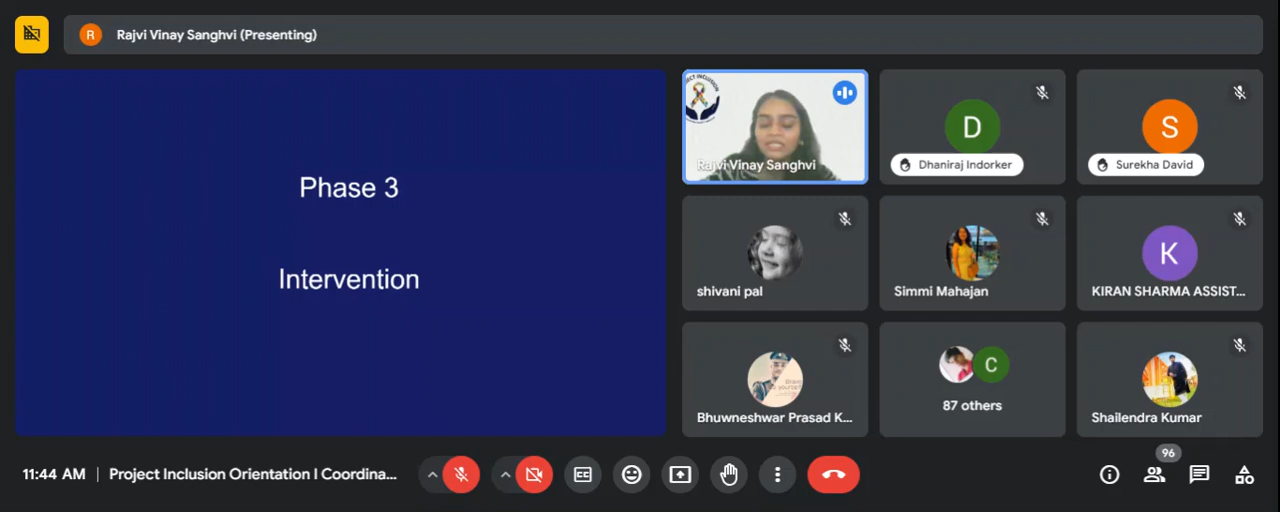 R
Rajvi Vinay Sanghvi (Presenting)
Phase 3
Intervention
Rajvi Vinay Sanghvi
D
Dhaniraj Indorker
S
Surekha David
shivani pal
Simmi Mahajan
K
KIRAN SHARMA ASSIST...
Bhuwneshwar Prasad K...
C
87 others
Shailendra Kumar
11:44 AM | Project Inclusion Orientation I Coordina...
CC
96